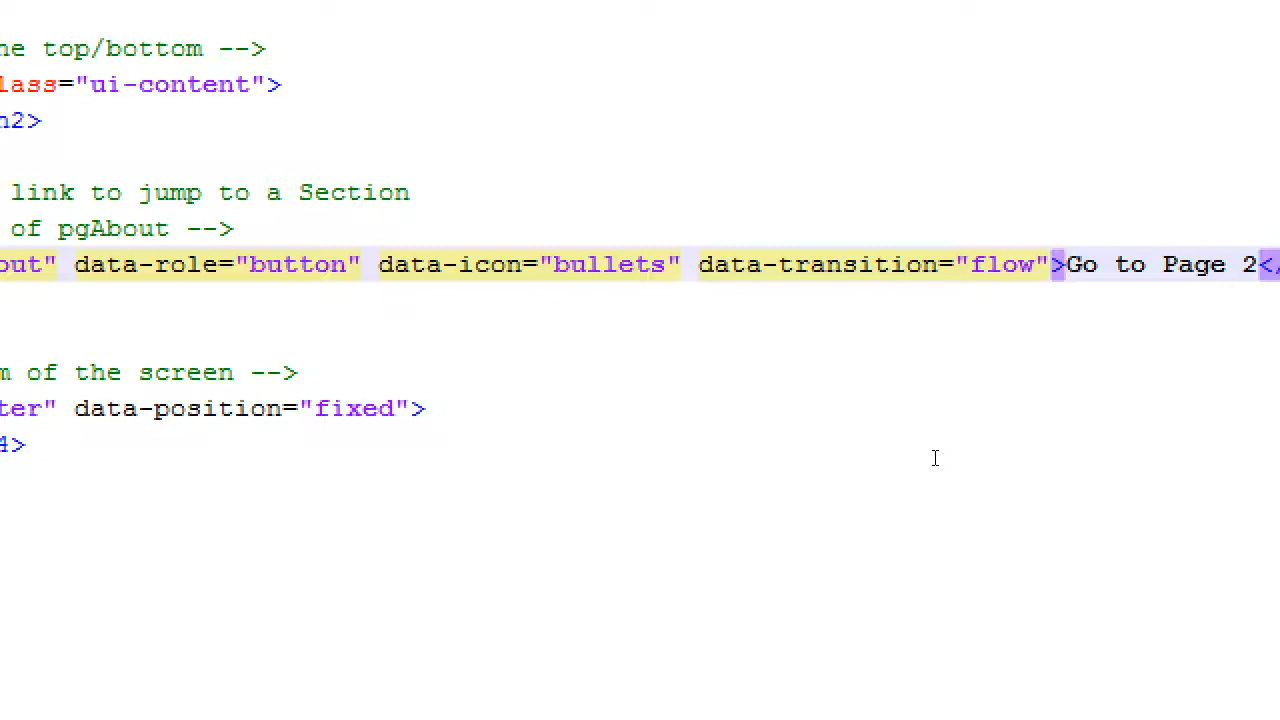 ne top/bottom -->
lass="ui-content">
h2>
link to jump to a Section
of pgAbout -->
out" data-role="button" data-icon="bullets" data-transition="flow">Go to Page 2</
m of the screen -->
ter" data-position="fixed">
4>